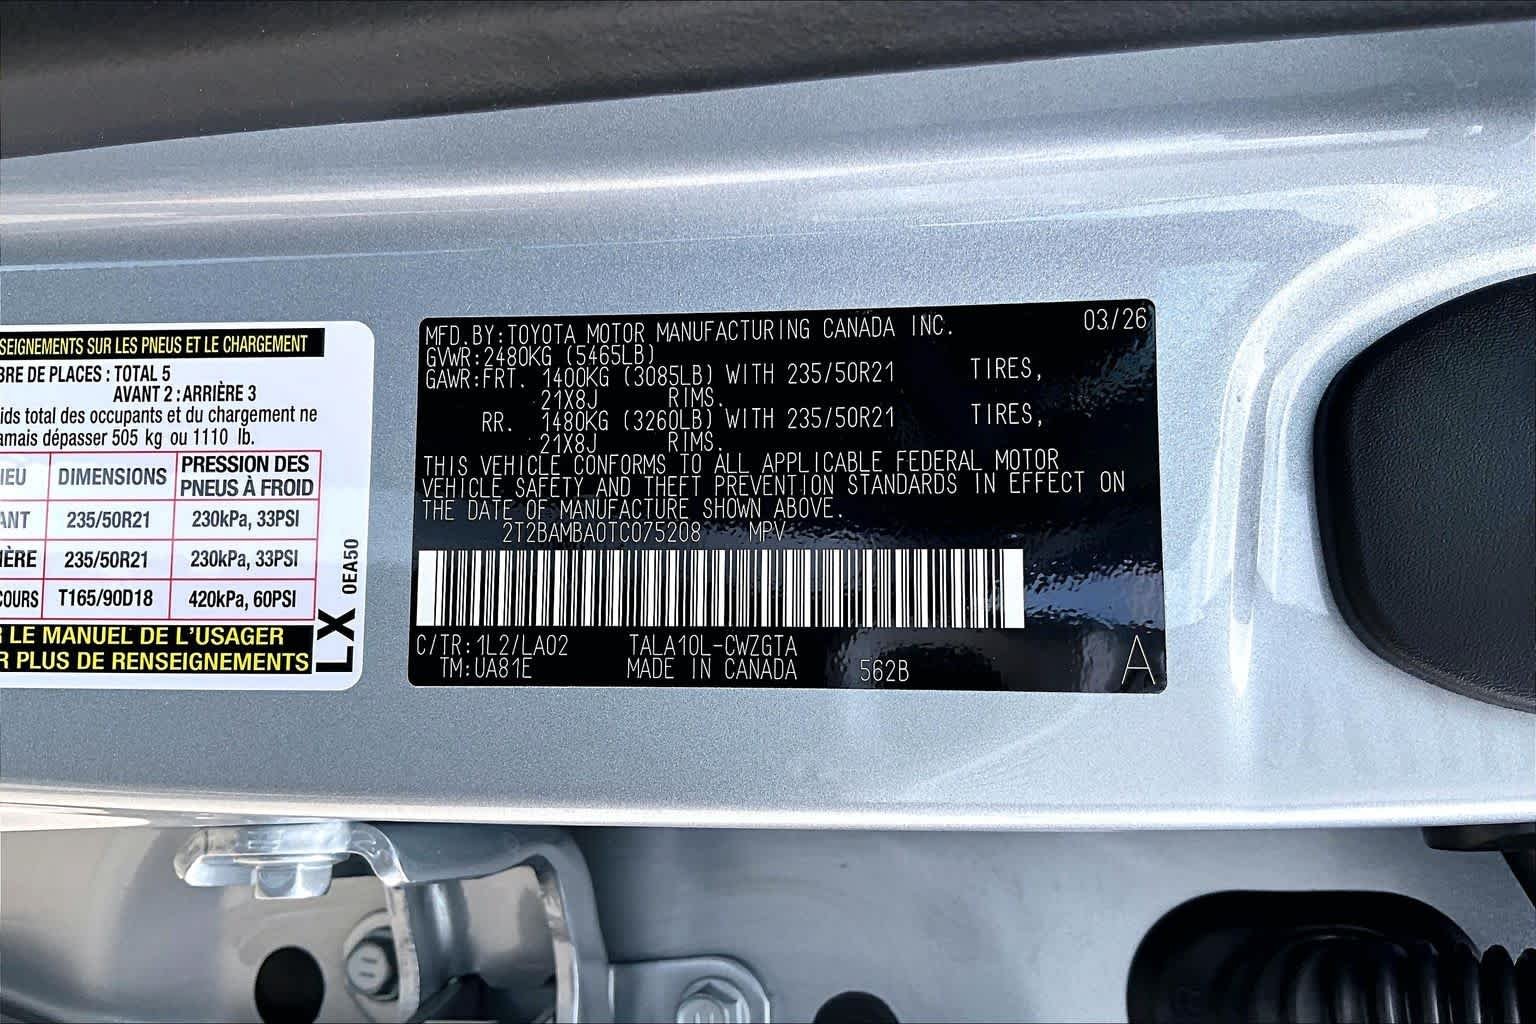 SEIGNEMENTS SUR LES PNEUS ET LE CHARGEMENT
BRE DE PLACES : TOTAL 5
AVANT 2 : ARRIÈRE 3
ids total des occupants et du chargement ne
amais dépasser 505 kg ou 1110 lb.
IEU DIMENSIONS PRESSION DES PNEUS À FROID
ANT 235/50R21 230kPa, 33PSI
IÈRE 235/50R21 230kPa, 33PSI
COURS T165/90D18 420kPa, 60PSI
R LE MANUEL DE L'USAGER
R PLUS DE RENSEIGNEMENTS
LX 0EA50
MFD.BY:TOYOTA MOTOR MANUFACTURING CANADA INC. 03/26
GVWR:2480KG (5465LB)
GAWR:FRT. 1400KG (3085LB) WITH 235/50R21 TIRES,
21X8J RIMS.
RR. 1480KG (3260LB) WITH 235/50R21 TIRES,
21X8J RIMS.
THIS VEHICLE CONFORMS TO ALL APPLICABLE FEDERAL MOTOR
VEHICLE SAFETY AND THEFT PREVENTION STANDARDS IN EFFECT ON
THE DATE OF MANUFACTURE SHOWN ABOVE.
2T2BAMBA0TC075208 MPV
C/TR:1L2/LA02 TALA10L-CWZGTA
TM:UA81E MADE IN CANADA 562B A